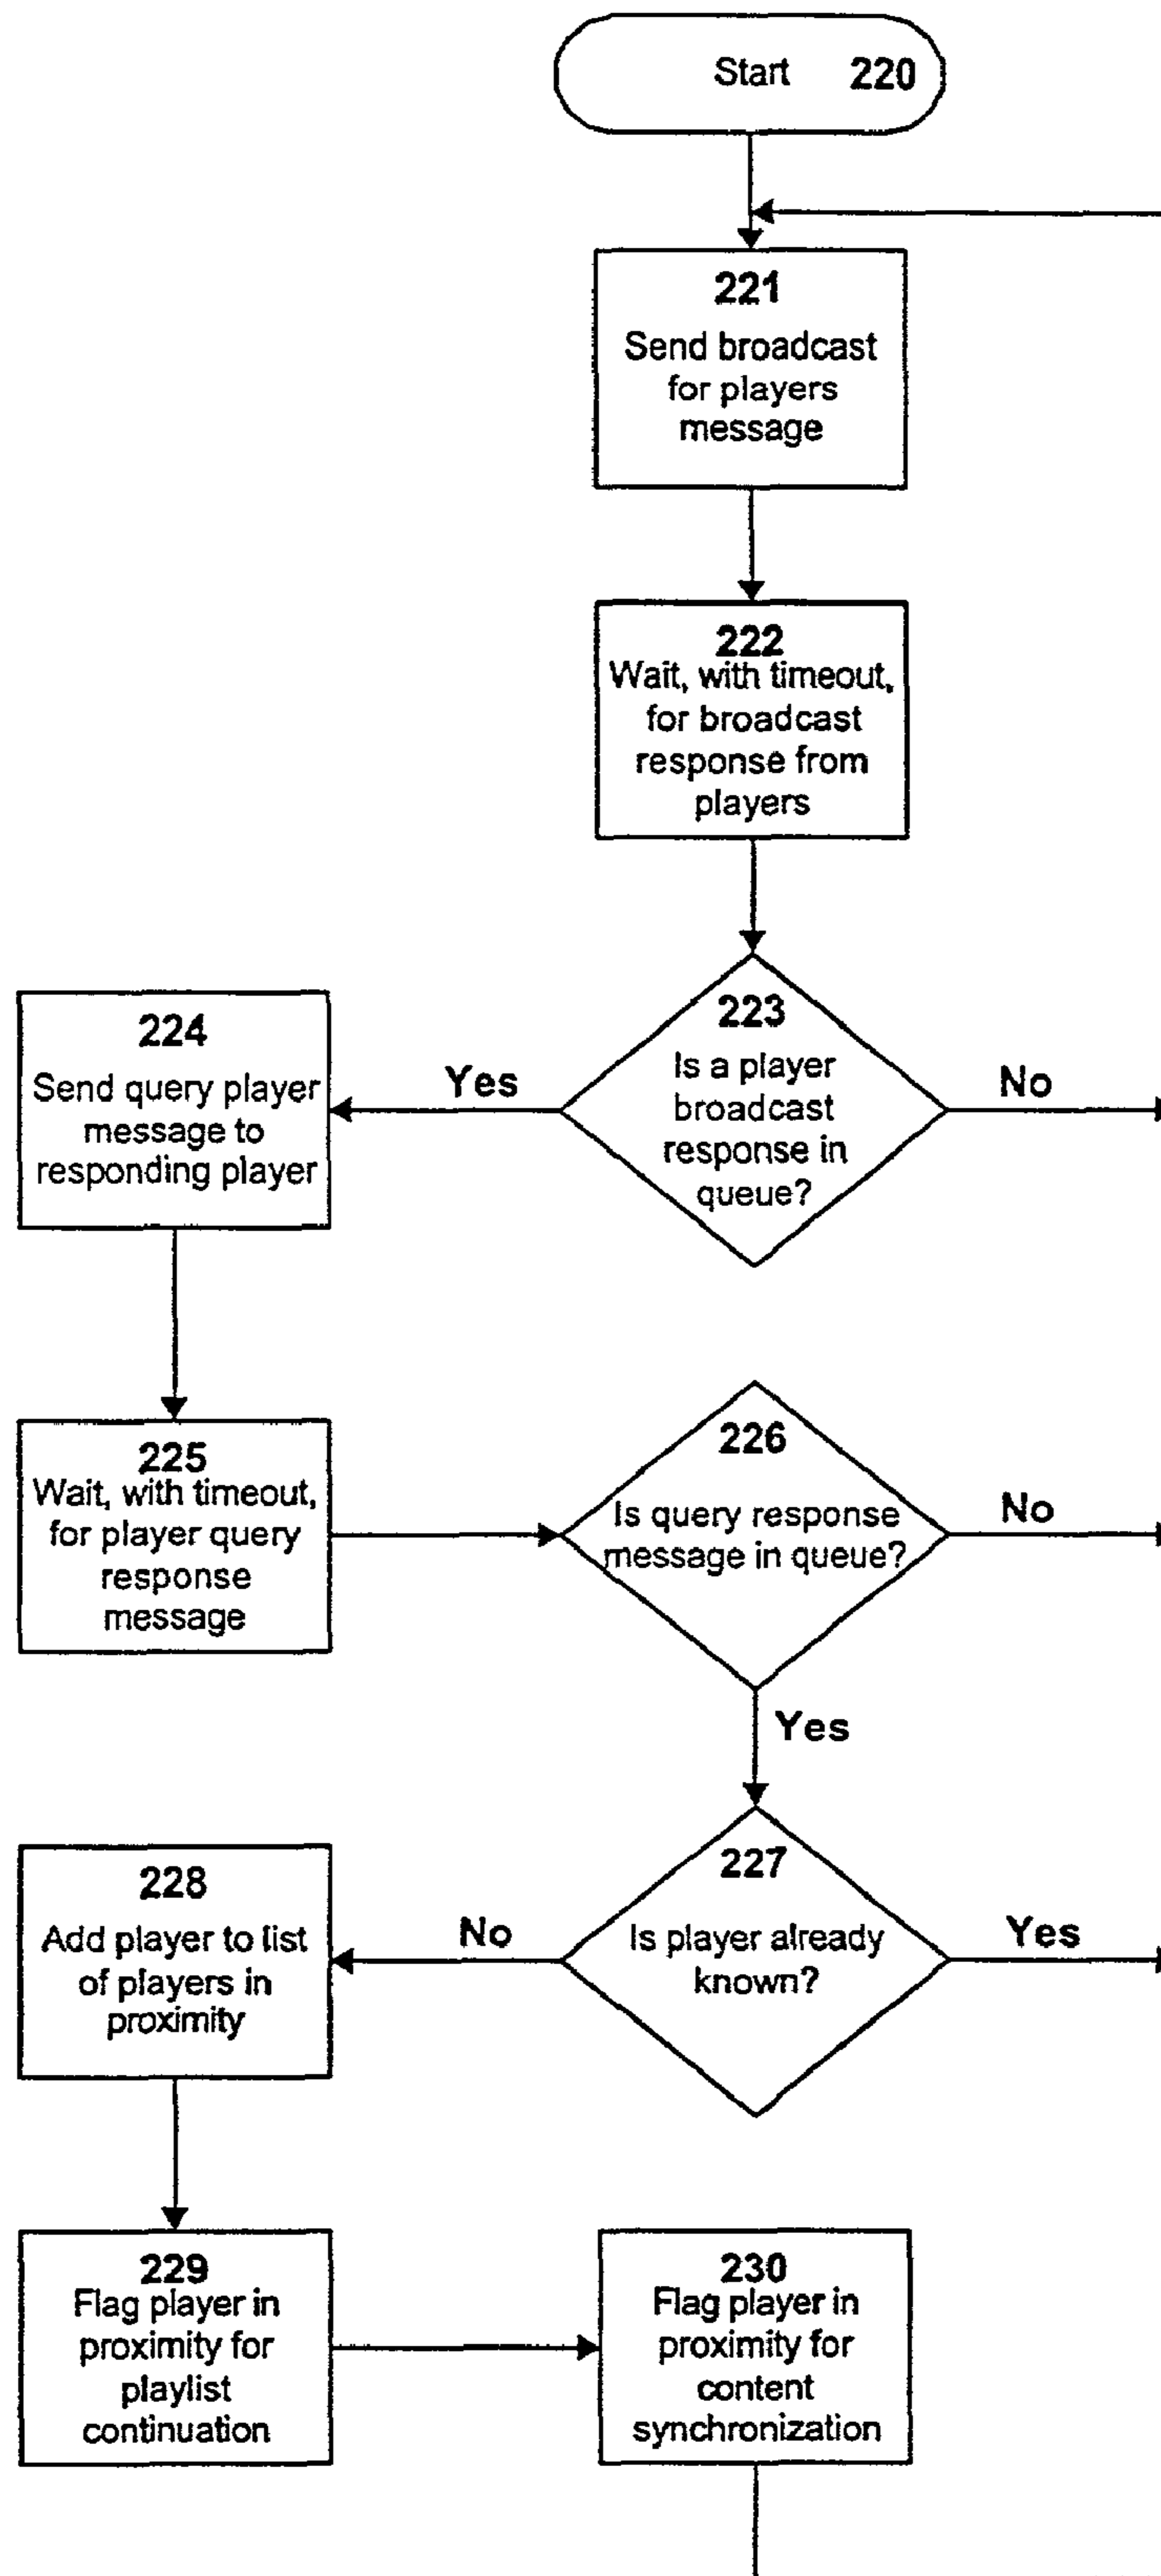 Start 220
221
Send broadcast
for players
message
222
Wait, with timeout,
for broadcast
response from
players
223
Is a player
broadcast
response in
queue?
Yes
No
224
Send query player
message to
responding player
225
Wait, with timeout,
for player query
response
message
226
Is query response
message in queue?
No
Yes
227
Is player already
known?
No
Yes
228
Add player to list
of players in
proximity
229
Flag player in
proximity for
playlist
continuation
230
Flag player in
proximity for
content
synchronization